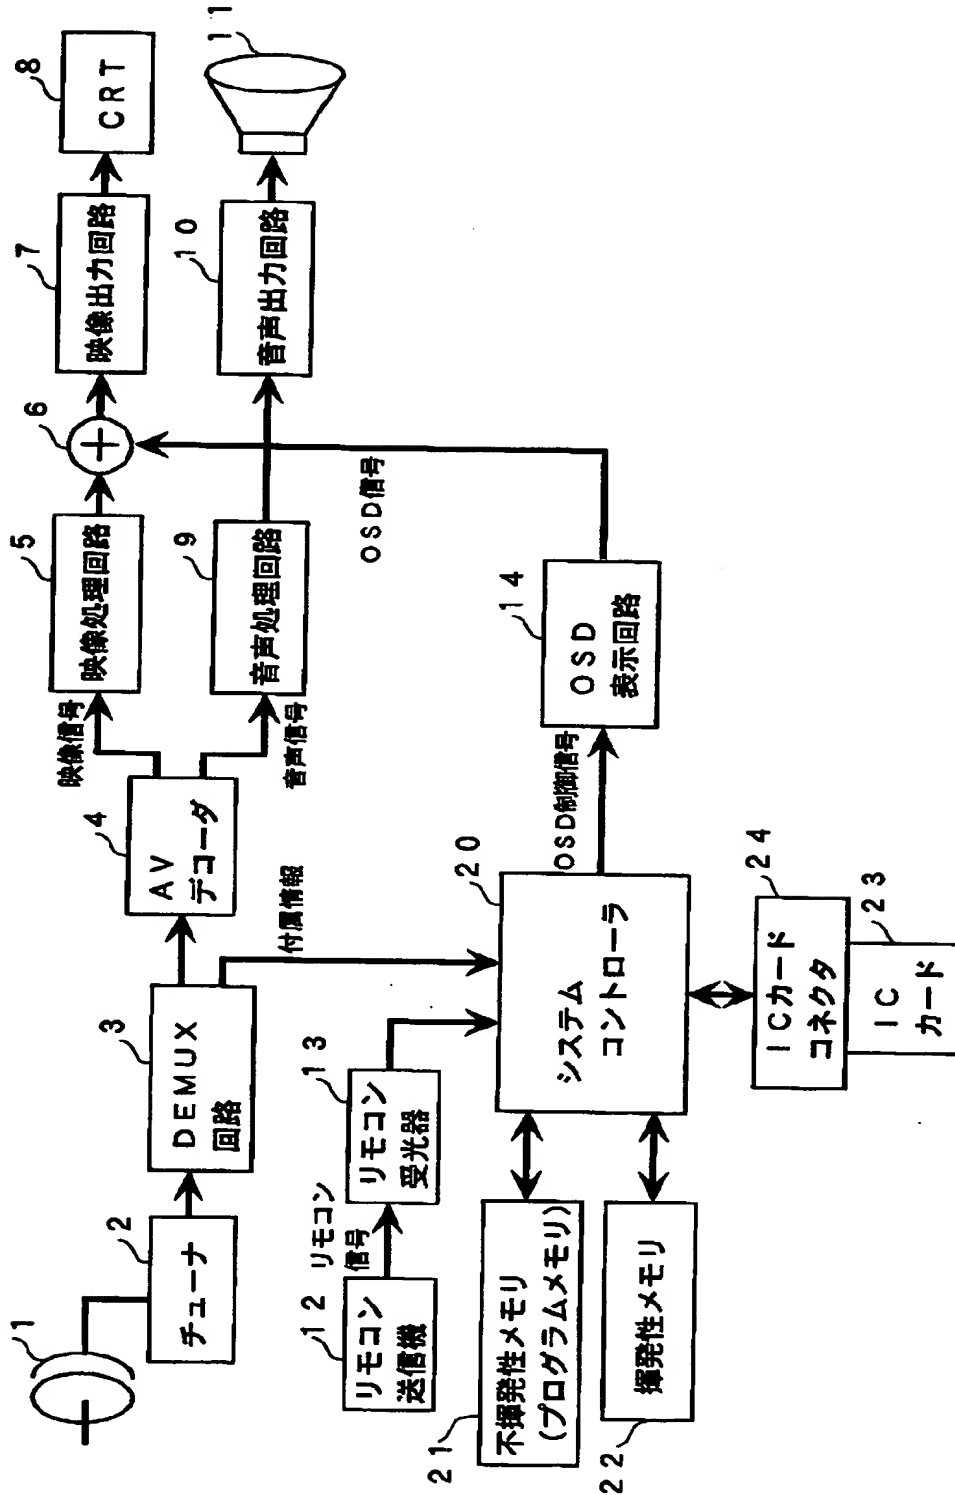 1
2
チューナ
3
DEMUX
回路
4
AV
デコーダ
映像信号
音声信号
5
映像処理回路
6
7
映像出力回路
8
CRT
9
音声処理回路
10
音声出力回路
11
付属情報
OSD信号
12
リモコン
送信機
リモコン
信号
13
リモコン
受光器
20
システム
コントローラ
OSD制御信号
14
OSD
表示回路
21
不揮発性メモリ
(プログラムメモリ)
22
揮発性メモリ
24
ICカード
コネクタ
23
IC
カード